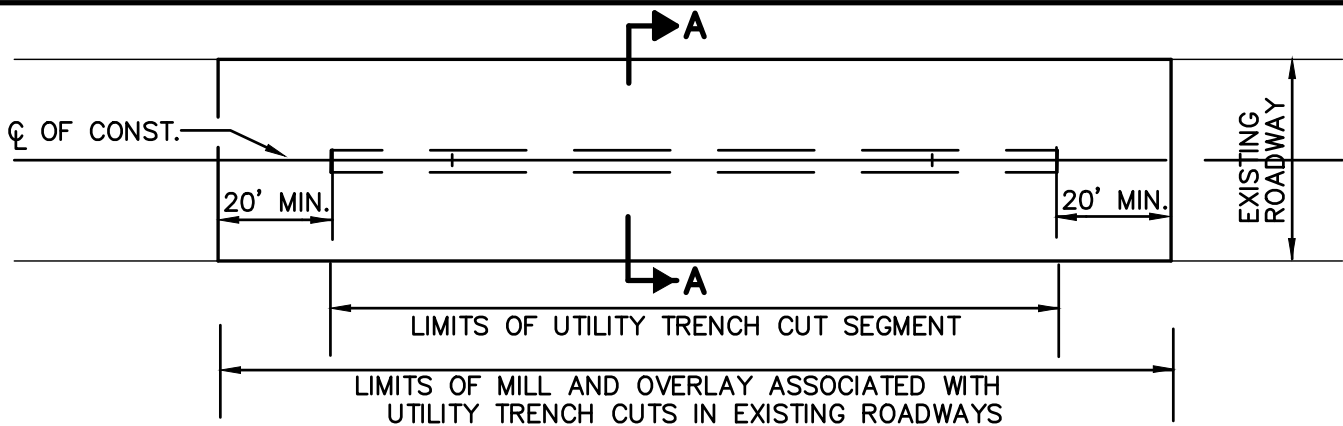 A
℄ OF CONST.
20' MIN.
20' MIN.
EXISTING
ROADWAY
A
LIMITS OF UTILITY TRENCH CUT SEGMENT
LIMITS OF MILL AND OVERLAY ASSOCIATED WITH
UTILITY TRENCH CUTS IN EXISTING ROADWAYS